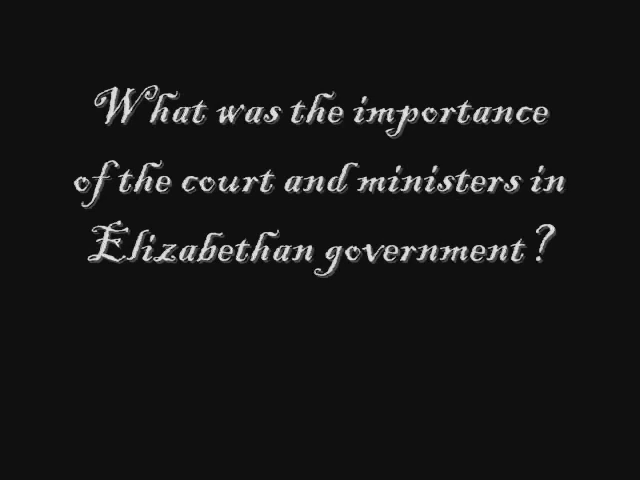 What was the importance
of the court and ministers in
Elizabethan government?